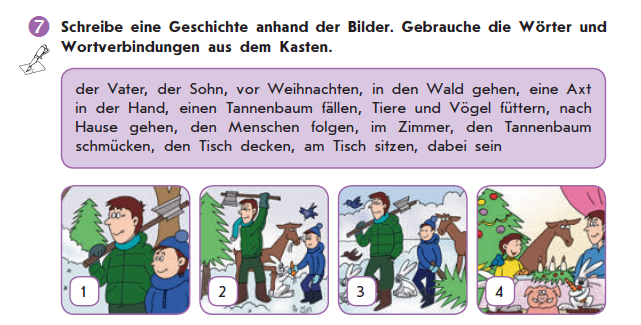 7 Schreibe eine Geschichte anhand der Bilder. Gebrauche die Wörter und
Wortverbindungen aus dem Kasten.
der Vater, der Sohn, vor Weihnachten, in den Wald gehen, eine Axt
in der Hand, einen Tannenbaum fällen, Tiere und Vögel füttern, nach
Hause gehen, den Menschen folgen, im Zimmer, den Tannenbaum
schmücken, den Tisch decken, am Tisch sitzen, dabei sein
1
2
3
4